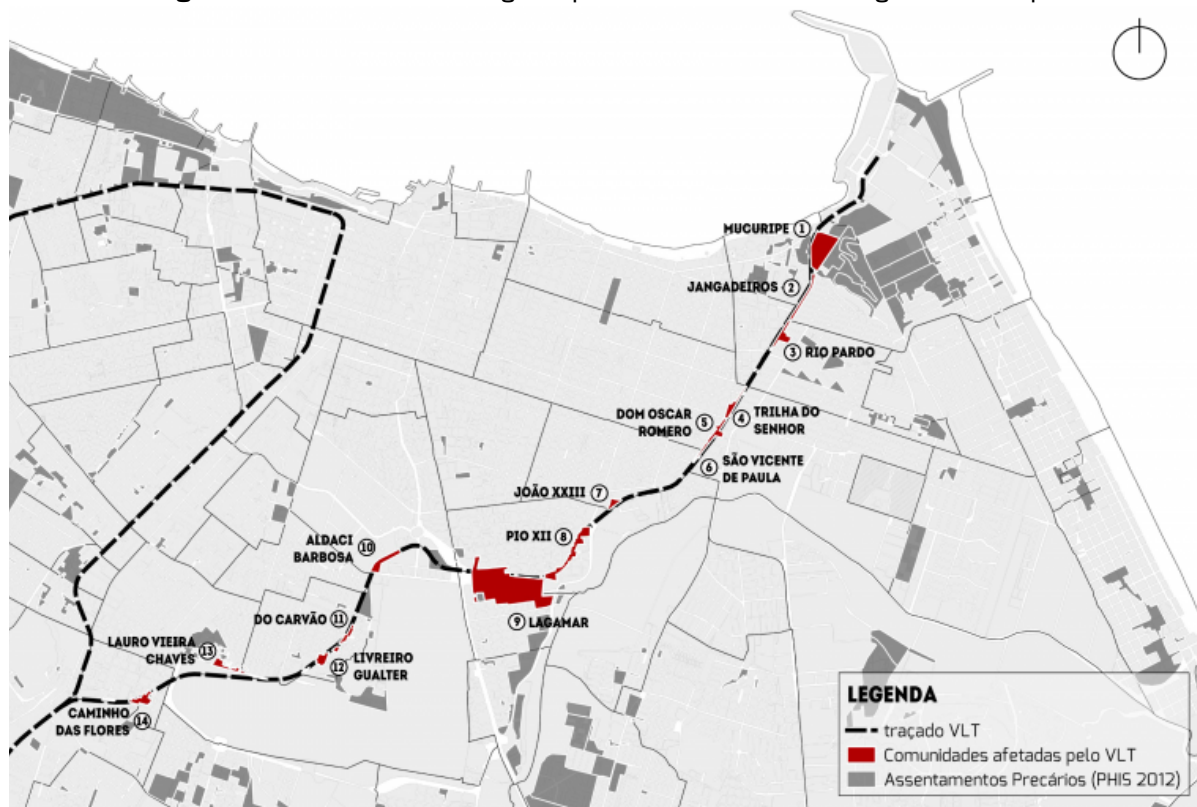 MUCURIPE 1
JANGADEIROS 2
3 RIO PARDO
DOM OSCAR
ROMERO 5
4 TRILHA DO
SENHOR
6 SÃO VICENTE
DE PAULA
JOÃO XXIII 7
PIO XII 8
ALDACI
BARBOSA 10
9 LAGAMAR
DO CARVÃO 11
LAURO VIEIRA
CHAVES 13
12 LIVREIRO
GUALTER
CAMINHO
DAS FLORES 14
LEGENDA
traçado VLT
Comunidades afetadas pelo VLT
Assentamentos Precários (PHIS 2012)